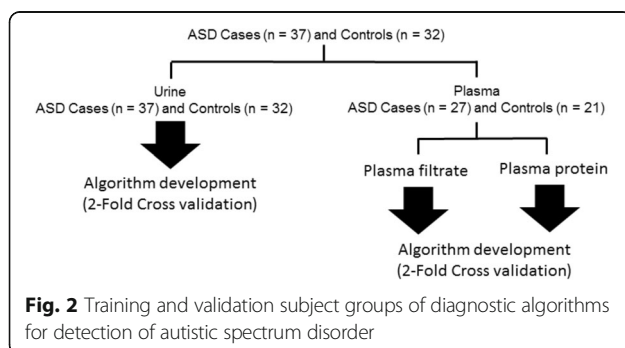 ASD Cases (n = 37) and Controls (n = 32)
Urine
ASD Cases (n = 37) and Controls (n = 32)
Plasma
ASD Cases (n = 27) and Controls (n = 21)
Algorithm development
(2-Fold Cross validation)
Plasma filtrate
Plasma protein
Algorithm development
(2-Fold Cross validation)
Fig. 2 Training and validation subject groups of diagnostic algorithms
for detection of autistic spectrum disorder